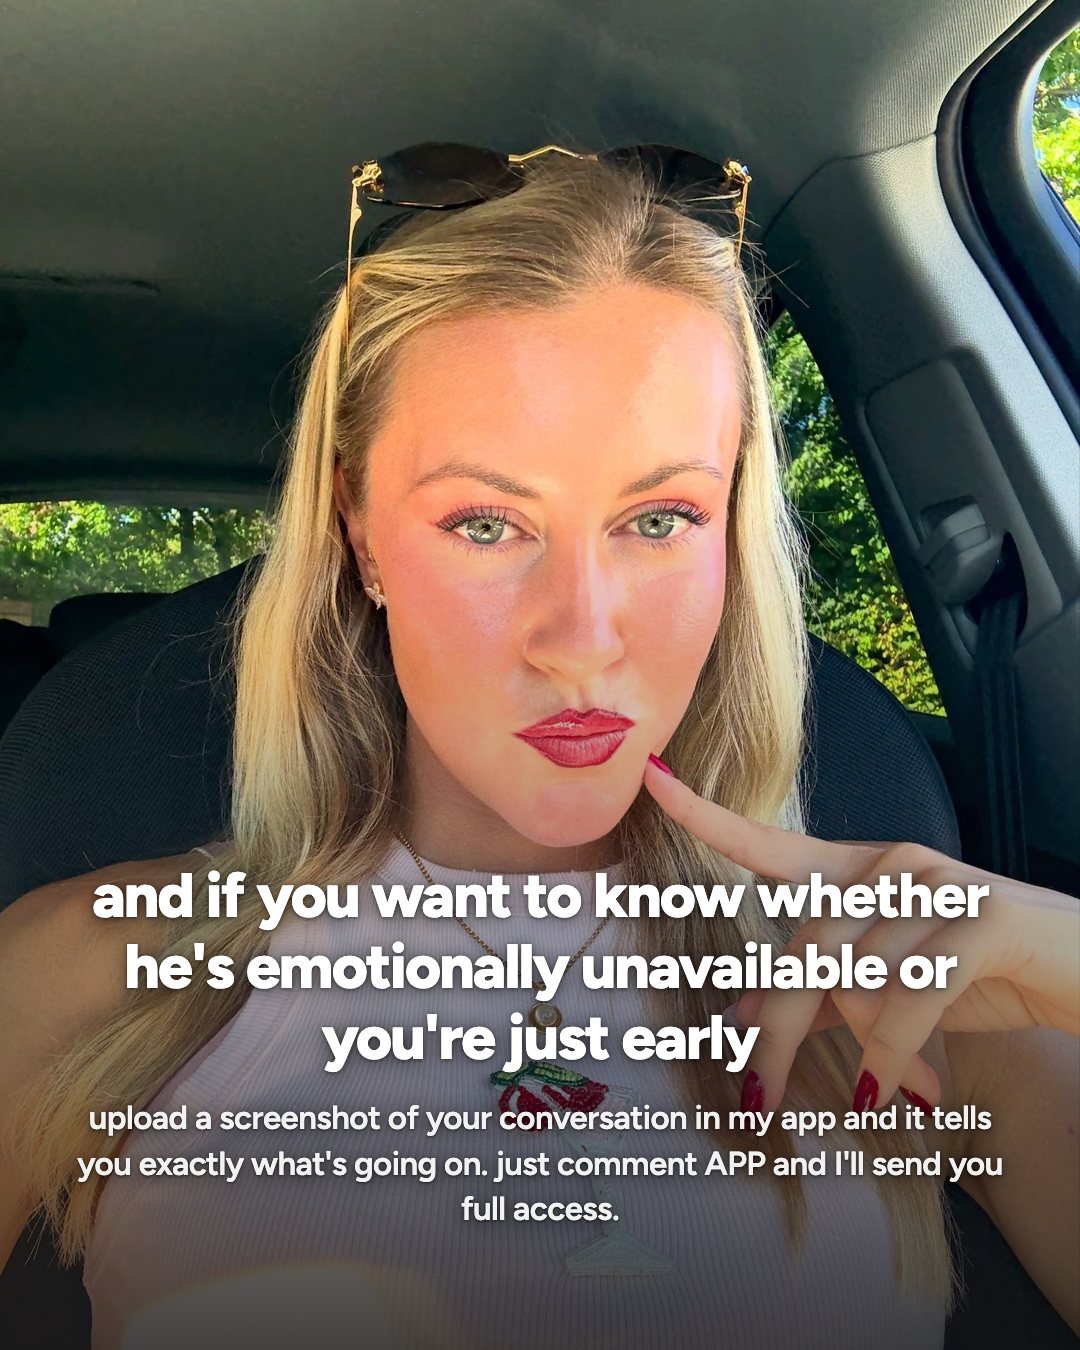 and if you want to know whether
he's emotionally unavailable or
you're just early
upload a screenshot of your conversation in my app and it tells
you exactly what's going on. just comment APP and I'll send you
full access.